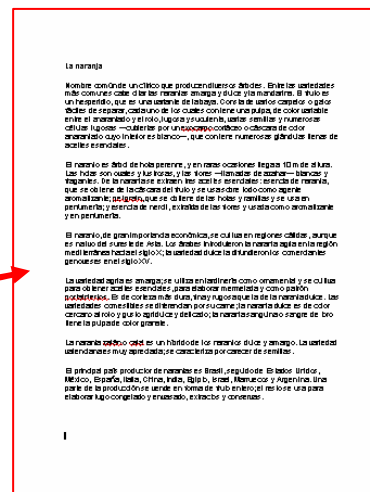 La naranja
Nombre común de un cítrico que producen diversos árboles. Entre las variedades
más comunes cabe citar las naranjas amarga y dulce y la mandarina. El fruto es
un hesperidio, que es una variante de la baya. Consta de varios carpelos o gajos
fáciles de separar, cada uno de los cuales contiene una pulpa, de color variable
entre el anaranjado y el rojo, jugosa y suculenta, varias semillas y numerosas
células jugosas —cubiertas por un exocarpo coriáceo o cáscara de color
anaranjado cuyo interior es blanco—, que contiene numerosas glándulas llenas de
aceites esenciales.
El naranjo es árbol de hoja perenne, y en raras ocasiones llega a 10 m de altura.
Las hojas son ovales y lustrosas, y las flores —llamadas de azahar— blancas y
fragantes. De la naranja se extraen tres aceites esenciales: esencia de naranja,
que se obtiene de la cáscara del fruto y se usa sobre todo como agente
aromatizante; petigrain, que se obtiene de las hojas y ramillas y se usa en
perfumería; y esencia de neroli, extraída de las flores y usada como aromatizante
y en perfumería.
El naranjo, de gran importancia económica, se cultiva en regiones cálidas, aunque
es nativo del sureste de Asia. Los árabes introdujeron la naranja agria en la región
mediterránea hacia el siglo X; la variedad dulce la difundieron los comerciantes
genoveses en el siglo XV.
La variedad agria es amarga; se utiliza en jardinería como ornamental y se cultiva
para obtener aceites esenciales, para elaborar mermelada y como patrón
portainjertos. Es de corteza más dura, fina y rugosa que la de la naranja dulce. Las
variedades comestibles se diferencian por su carne; la naranja dulce es de color
cercano al rojo y gusto agridulce y delicado; la naranja sanguina o sangre de toro
tiene la pulpa de color granate.
La naranja cajel es un híbrido de los naranjos dulce y amargo. La variedad
valenciana es muy apreciada; se caracteriza por carecer de semillas.
El principal país productor de naranjas es Brasil, seguido de Estados Unidos,
México, España, Italia, China, India, Egipto, Israel, Marruecos y Argentina. Una
parte de la producción se vende en forma de fruto entero; el resto se usa para
elaborar jugo congelado y envasado, extractos y conservas.